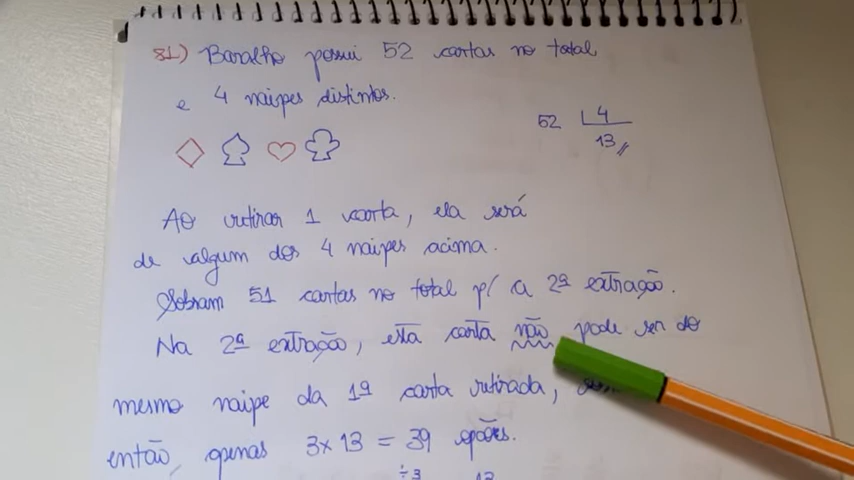 31) Baralho possui 52 cartas no total
e 4 naipes distintos.
52 4
13
Ao retirar 1 carta, ela será
de algum dos 4 naipes acima.
Sobram 51 cartas no total p/ a 2ª extração.
Na 2ª extração, esta carta não pode ser do
mesmo naipe da 1ª carta retirada,
então, apenas 3x13 = 39 opções.
÷3